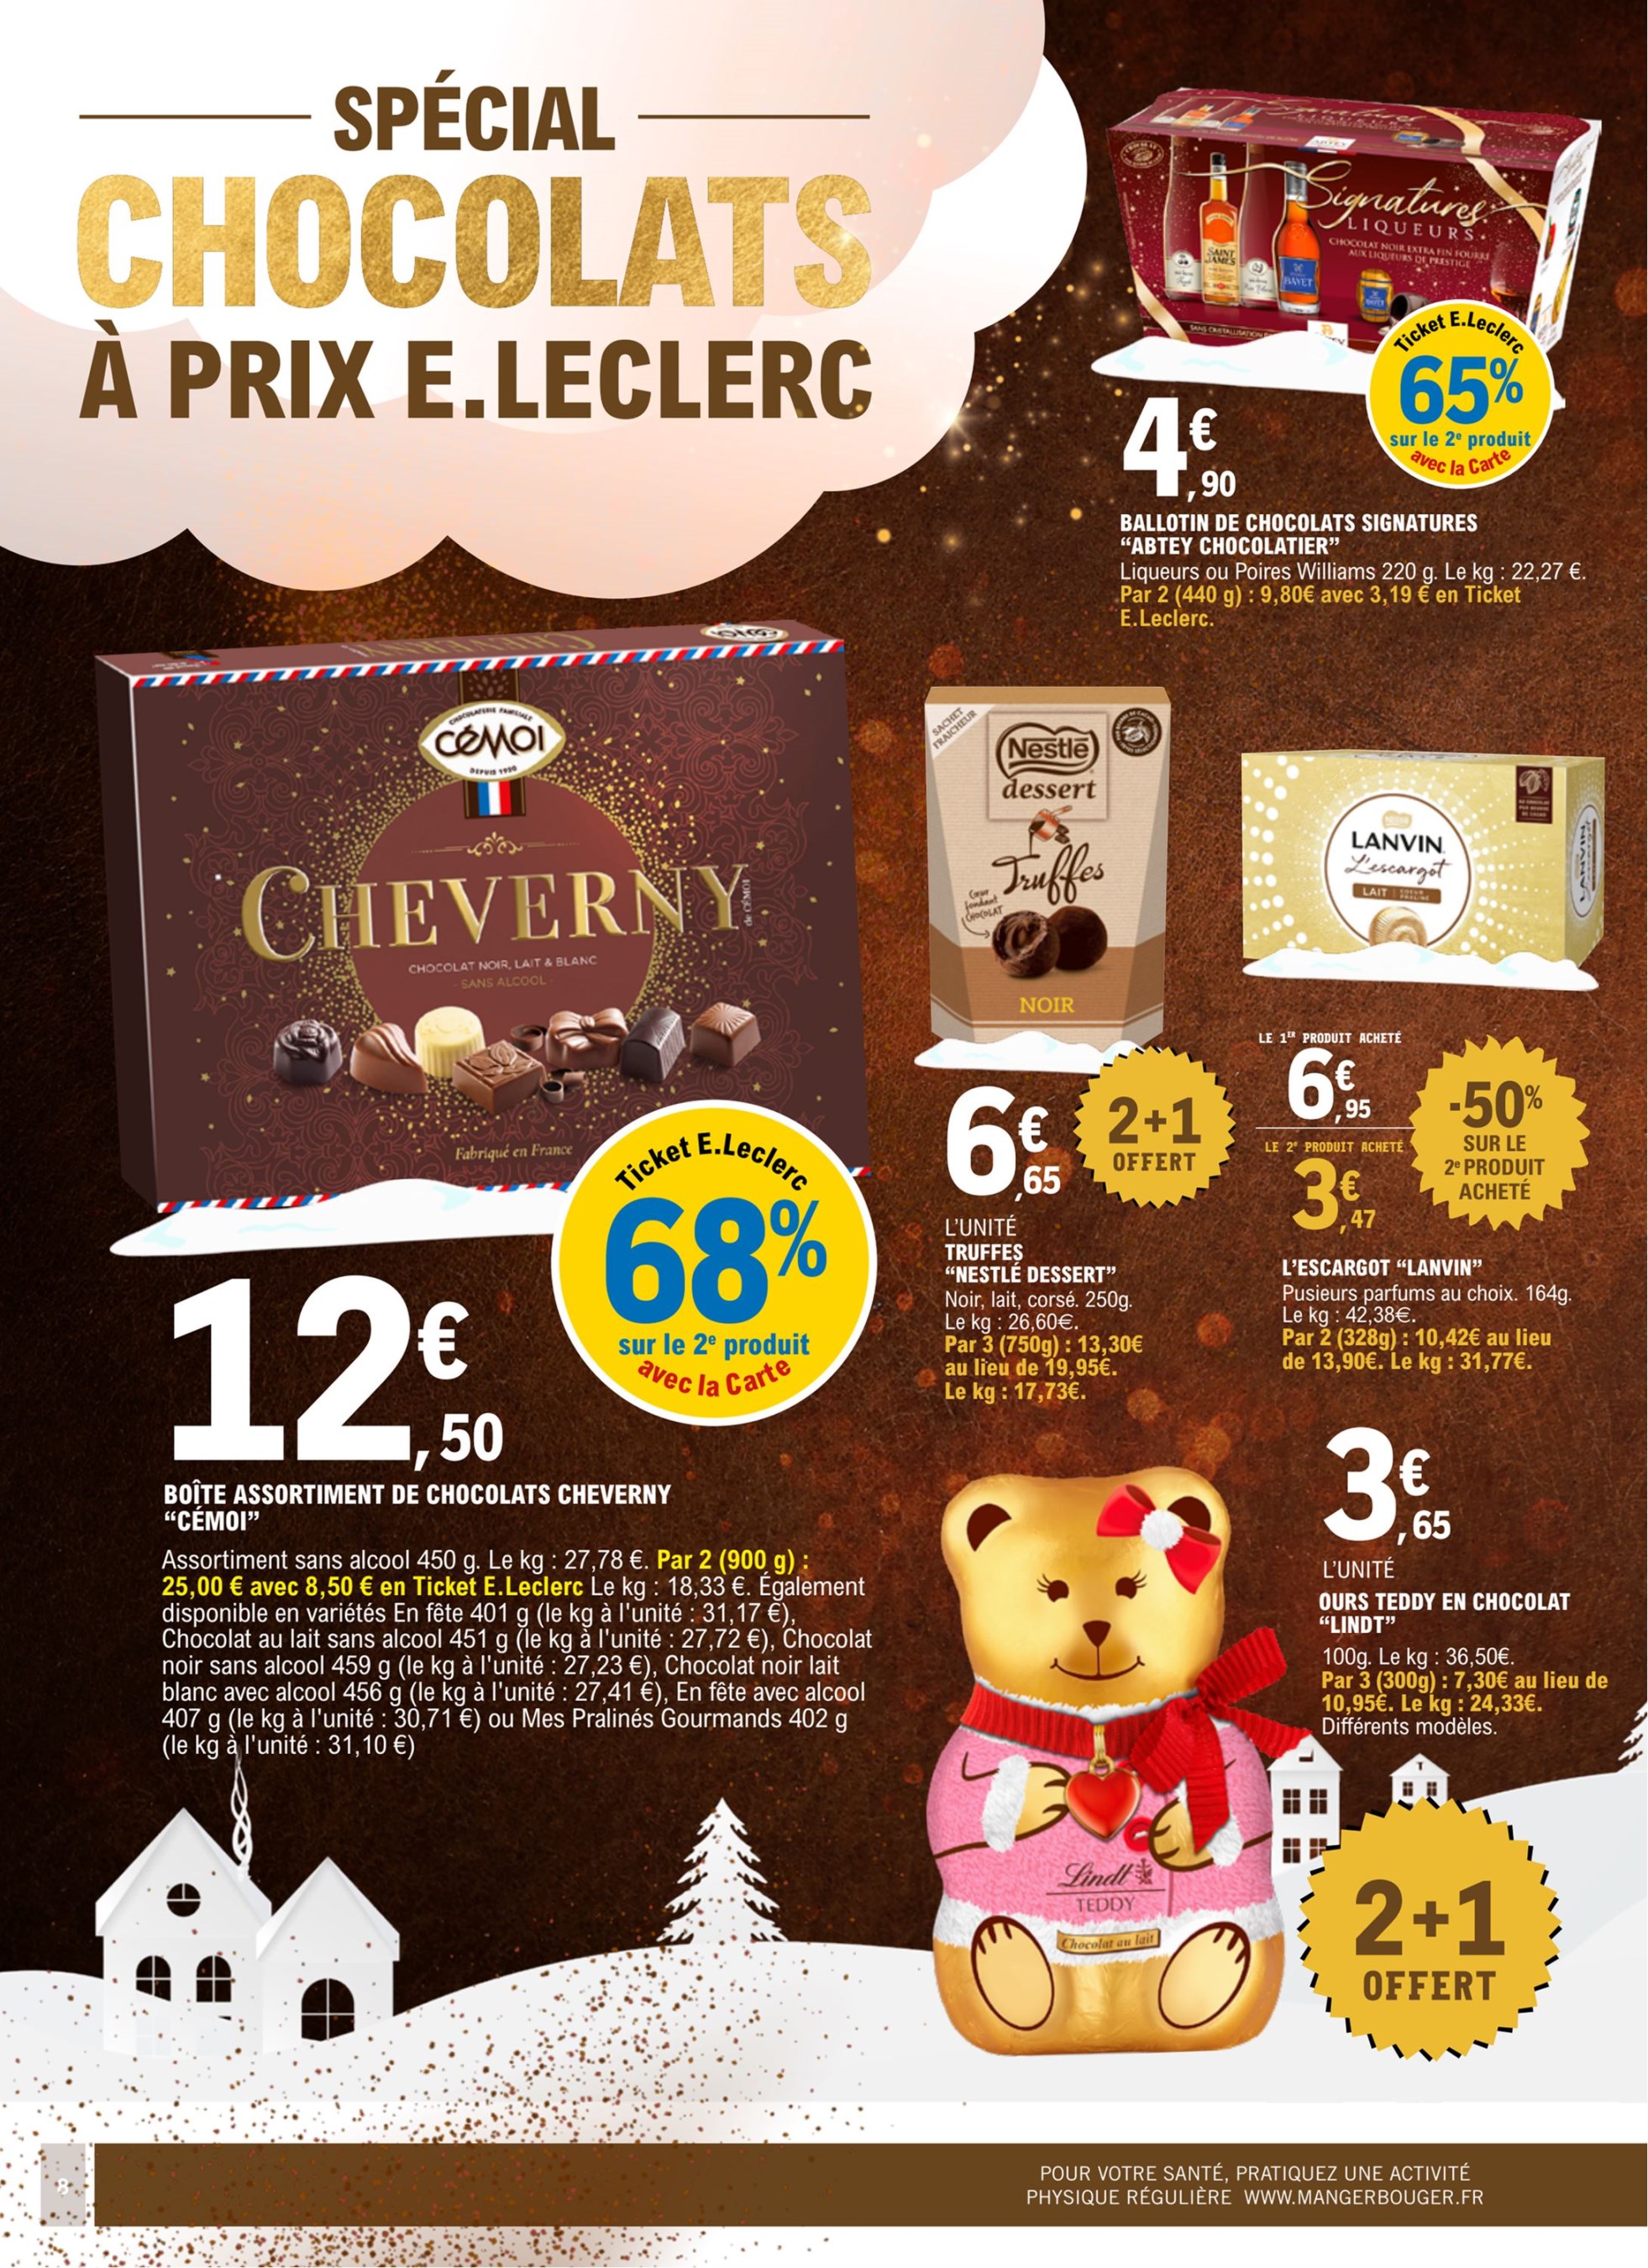 SPÉCIAL
CHOCOLATS
À PRIX E.LECLERC
Signatures
LIQUEURS
CHOCOLAT NOIR EXTRA FIN FOURRÉ
AUX LIQUEURS DE PRESTIGE
SAINT
JAMES
BAYET
Ticket E.Leclerc
65%
sur le 2e produit
avec la Carte
4€,90
BALLOTIN DE CHOCOLATS SIGNATURES
“ABTEY CHOCOLATIER”
Liqueurs ou Poires Williams 220 g. Le kg : 22,27 €.
Par 2 (440 g) : 9,80€ avec 3,19 € en Ticket
E.Leclerc.
CHOCOLATERIE FAMILIALE
CÉMOI
CHEVERNY
de CÉMOI
CHOCOLAT NOIR, LAIT & BLANC
- SANS ALCOOL -
Fabriqué en France
Ticket E.Leclerc
68%
sur le 2e produit
avec la Carte
12€,50
BOÎTE ASSORTIMENT DE CHOCOLATS CHEVERNY
“CÉMOI”
Assortiment sans alcool 450 g. Le kg : 27,78 €. Par 2 (900 g) :
25,00 € avec 8,50 € en Ticket E.Leclerc Le kg : 18,33 €. Également
disponible en variétés En fête 401 g (le kg à l'unité : 31,17 €),
Chocolat au lait sans alcool 451 g (le kg à l'unité : 27,72 €), Chocolat
noir sans alcool 459 g (le kg à l'unité : 27,23 €), Chocolat noir lait
blanc avec alcool 456 g (le kg à l'unité : 27,41 €), En fête avec alcool
407 g (le kg à l'unité : 30,71 €) ou Mes Pralinés Gourmands 402 g
(le kg à l'unité : 31,10 €)
SACHET
FRAICHEUR
Nestlé
dessert
Truffes
Cœur
fondant
CHOCOLAT
NOIR
6€,65
2+1
OFFERT
L'UNITÉ
TRUFFES
“NESTLÉ DESSERT”
Noir, lait, corsé. 250g.
Le kg : 26,60€.
Par 3 (750g) : 13,30€
au lieu de 19,95€.
Le kg : 17,73€.
LANVIN
L'escargot
LAIT
LANVIN
LE 1ER PRODUIT ACHETÉ
6€,95
LE 2E PRODUIT ACHETÉ
3€,47
-50%
SUR LE
2e PRODUIT
ACHETÉ
L'ESCARGOT “LANVIN”
Pusieurs parfums au choix. 164g.
Le kg : 42,38€.
Par 2 (328g) : 10,42€ au lieu
de 13,90€. Le kg : 31,77€.
3€,65
L'UNITÉ
OURS TEDDY EN CHOCOLAT
“LINDT”
100g. Le kg : 36,50€.
Par 3 (300g) : 7,30€ au lieu de
10,95€. Le kg : 24,33€.
Différents modèles.
Lindt
TEDDY
Chocolat au lait
2+1
OFFERT
8
POUR VOTRE SANTÉ, PRATIQUEZ UNE ACTIVITÉ
PHYSIQUE RÉGULIÈRE WWW.MANGERBOUGER.FR